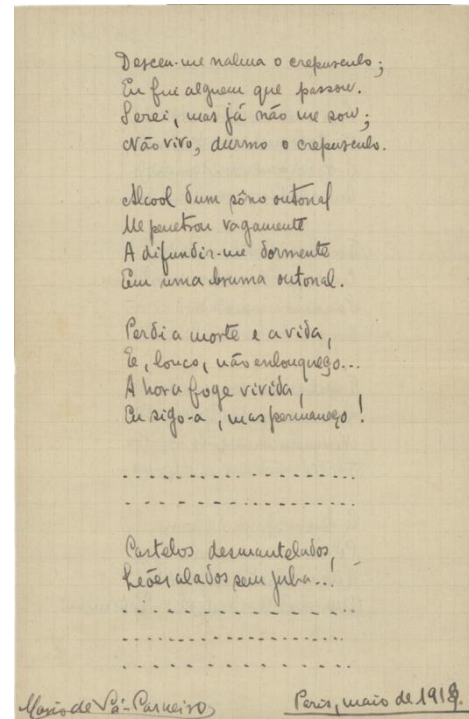 Desceu-me nalma o crepusculo;
Eu fui alguem que passou.
Serei, mas já não me sou;
Não vivo, durmo o crepusculo.
Alcool dum sôno outonal
Me penetrou vagamente
A difundir-me dormente
Em uma bruma outonal.
Perdi a morte e a vida,
E, louco, não enlouqueço...
A hora foge vivida,
Eu sigo-a, mas permaneço!
. . . . . . . . . . . . . . . . . .
. . . . . . . . . . . . . . . . . .
Castelos desmantelados,
Leões alados sem juba...
. . . . . . . . . . . . . . . . . .
. . . . . . . . . . . . . . . . . .
. . . . . . . . . . . . . . . . . .
Mario de Sá-Carneiro
Paris, maio de